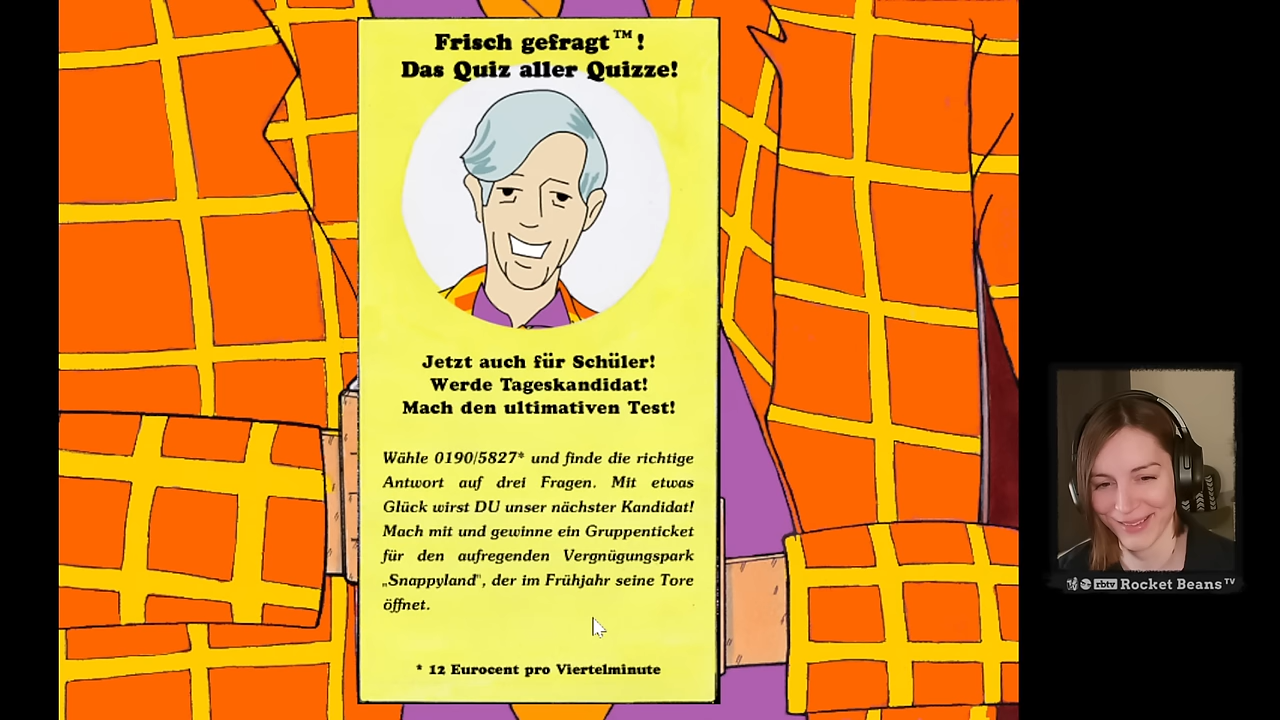 Frisch gefragt™!
Das Quiz aller Quizze!
Jetzt auch für Schüler!
Werde Tageskandidat!
Mach den ultimativen Test!
Wähle 0190/5827* und finde die richtige
Antwort auf drei Fragen. Mit etwas
Glück wirst DU unser nächster Kandidat!
Mach mit und gewinne ein Gruppenticket
für den aufregenden Vergnügungspark
„Snappyland", der im Frühjahr seine Tore
öffnet.
* 12 Eurocent pro Viertelminute
rbtv Rocket Beans TV